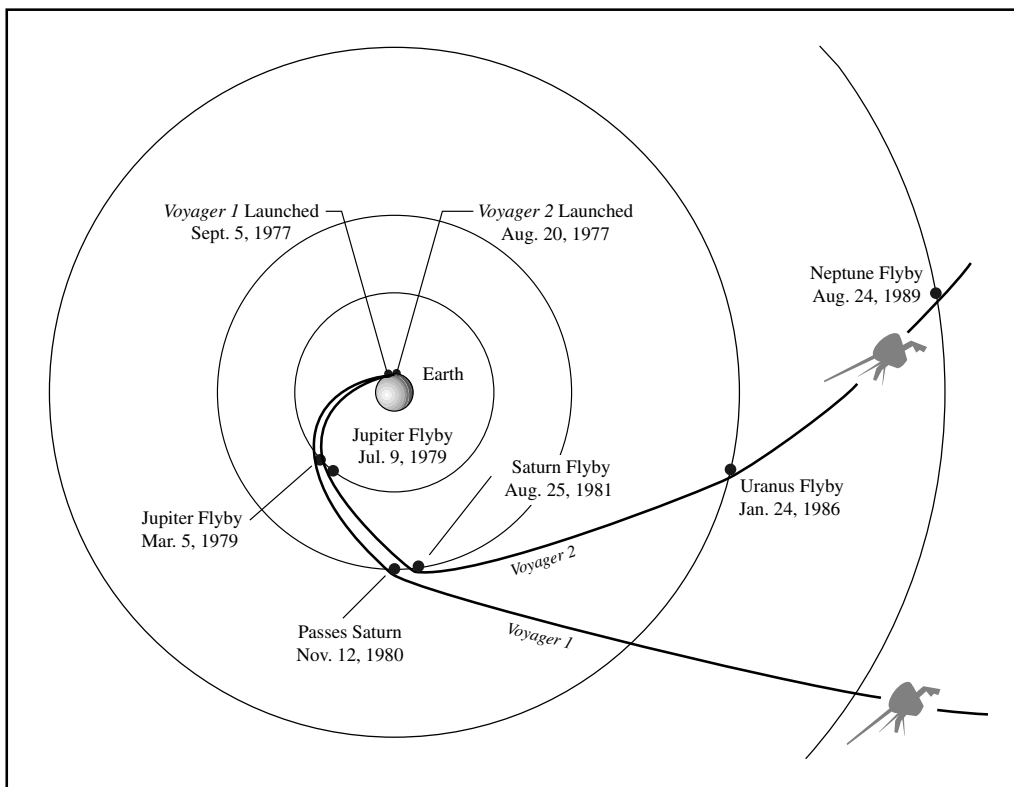 Voyager 1 Launched
Sept. 5, 1977
Voyager 2 Launched
Aug. 20, 1977
Neptune Flyby
Aug. 24, 1989
Earth
Jupiter Flyby
Jul. 9, 1979
Saturn Flyby
Aug. 25, 1981
Uranus Flyby
Jan. 24, 1986
Jupiter Flyby
Mar. 5, 1979
Voyager 2
Voyager 1
Passes Saturn
Nov. 12, 1980